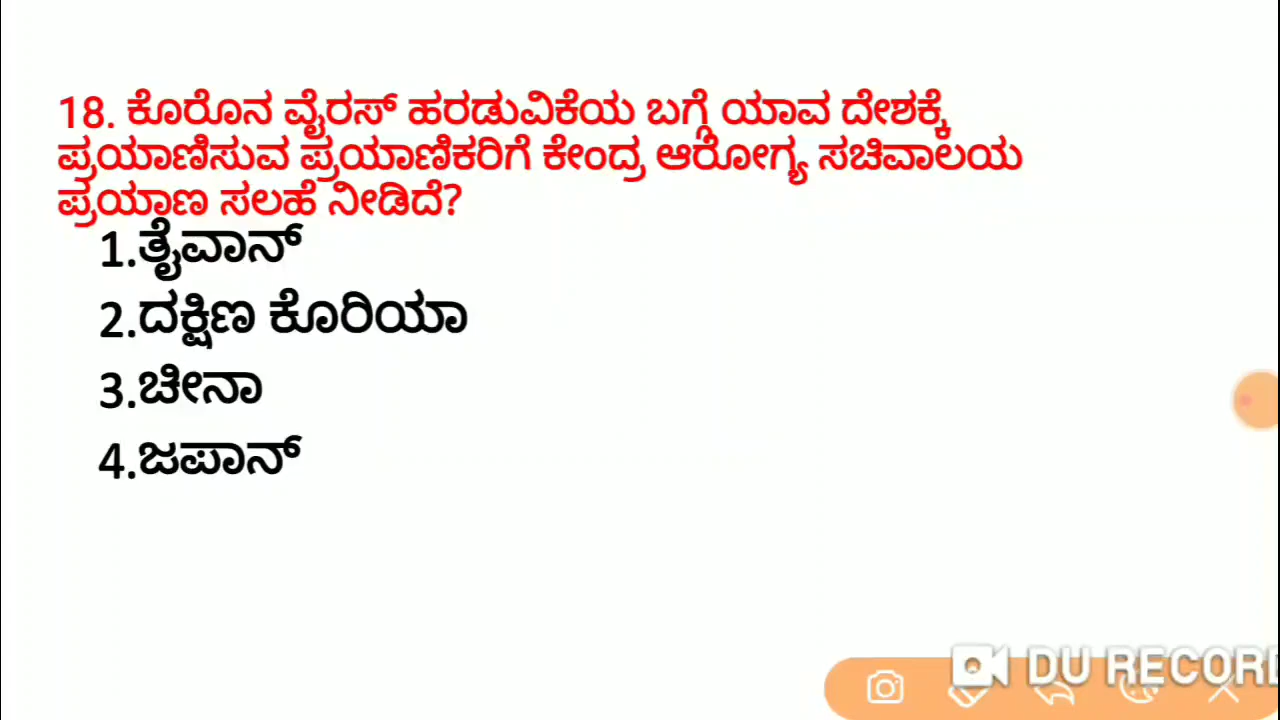 18. ಕೊರೊನ ವೈರಸ್ ಹರಡುವಿಕೆಯ ಬಗ್ಗೆ ಯಾವ ದೇಶಕ್ಕೆ
ಪ್ರಯಾಣಿಸುವ ಪ್ರಯಾಣಿಕರಿಗೆ ಕೇಂದ್ರ ಆರೋಗ್ಯ ಸಚಿವಾಲಯ
ಪ್ರಯಾಣ ಸಲಹೆ ನೀಡಿದೆ?
1.ತೈವಾನ್
2.ದಕ್ಷಿಣ ಕೊರಿಯಾ
3.ಚೀನಾ
4.ಜಪಾನ್
DU RECORD